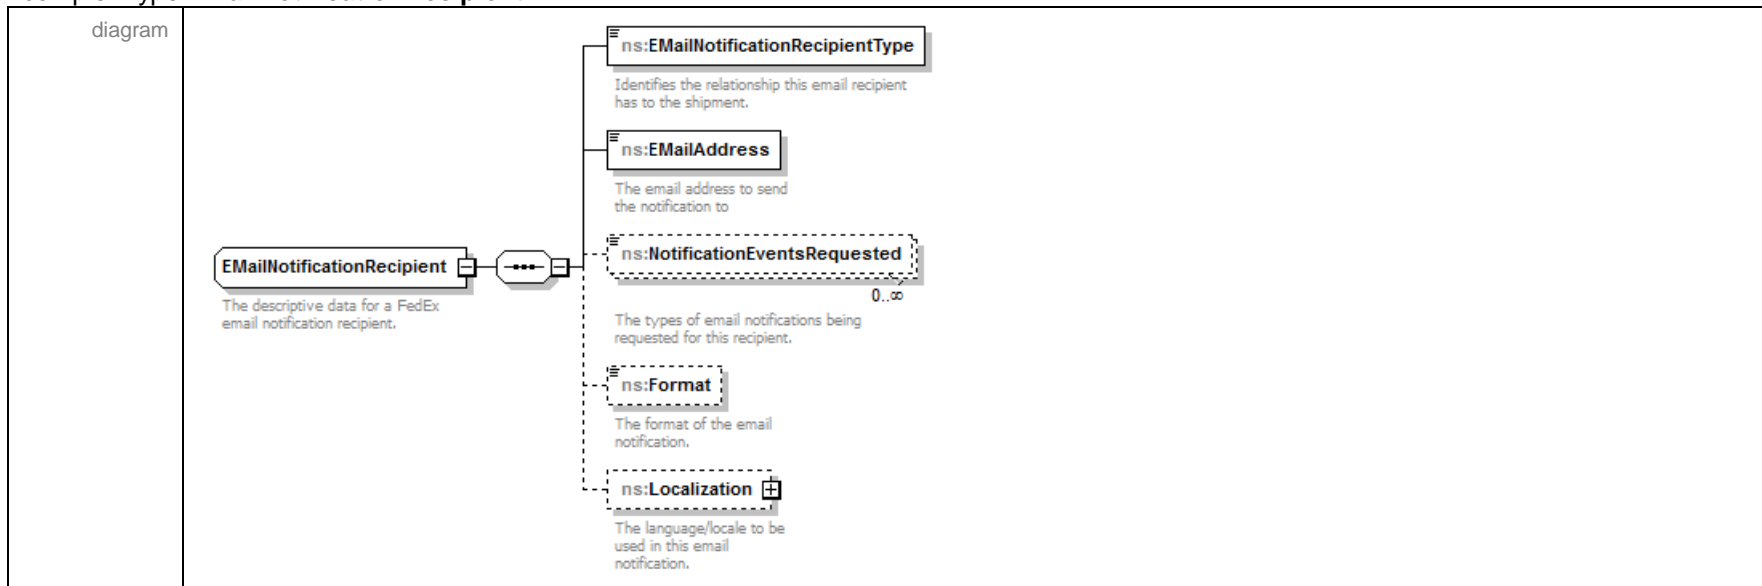 diagram
ns:EMailNotificationRecipientType
Identifies the relationship this email recipient
has to the shipment.
ns:EMailAddress
The email address to send
the notification to
ns:NotificationEventsRequested
0..∞
The types of email notifications being
requested for this recipient.
EMailNotificationRecipient
The descriptive data for a FedEx
email notification recipient.
ns:Format
The format of the email
notification.
ns:Localization
The language/locale to be
used in this email
notification.